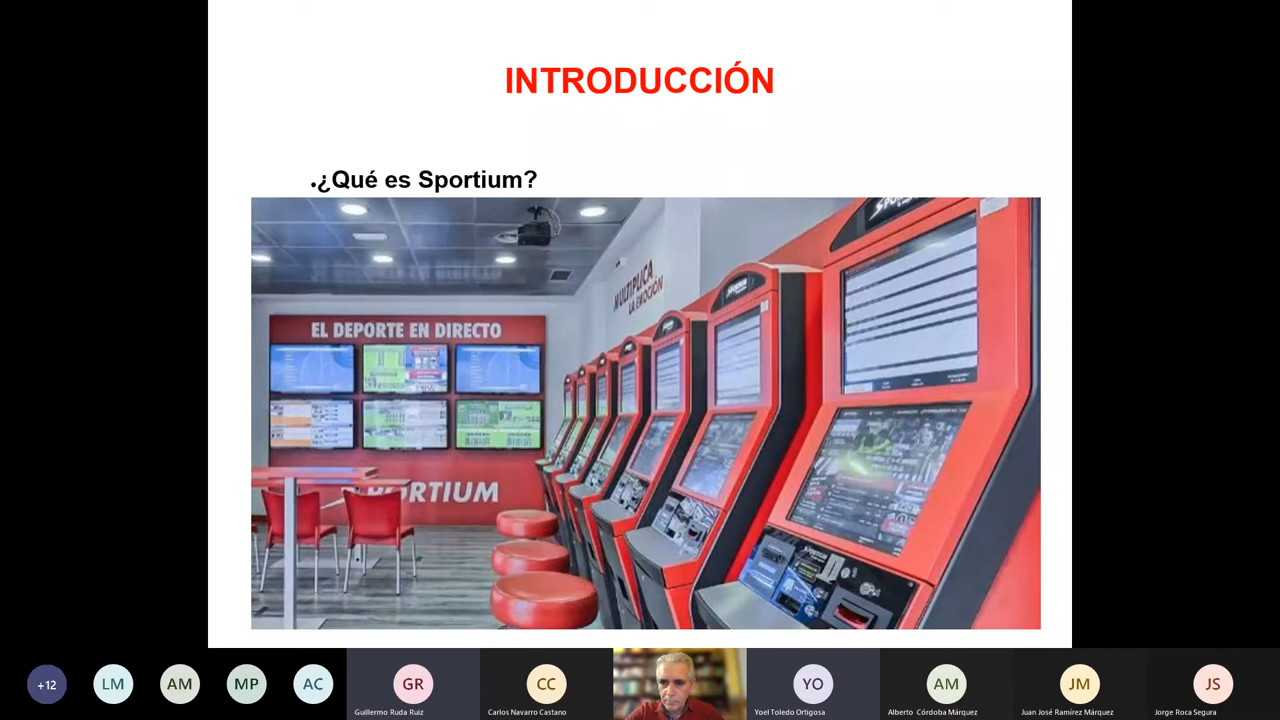 INTRODUCCIÓN
.¿Qué es Sportium?
MULTIPLICA
LA EMOCIÓN
EL DEPORTE EN DIRECTO
PORTIUM
+12
LM
AM
MP
AC
GR
CC
YO
AM
JM
JS
Guillermo Ruda Ruiz
Carlos Navarro Castano
Yoel Toledo Ortigosa
Alberto Córdoba Márquez
Juan José Ramírez Márquez
Jorge Roca Segura